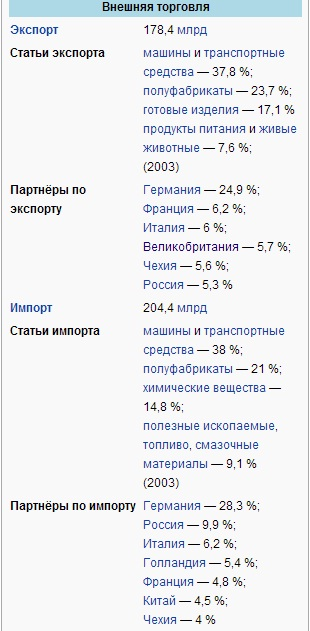 Внешняя торговля
Экспорт 178,4 млрд
Статьи экспорта машины и транспортные
средства — 37,8 %;
полуфабрикаты — 23,7 %;
готовые изделия — 17,1 %
продукты питания и живые
животные — 7,6 %;
(2003)
Партнёры по Германия — 24,9 %;
экспорту Франция — 6,2 %;
Италия — 6 %;
Великобритания — 5,7 %;
Чехия — 5,6 %;
Россия — 5,3 %
Импорт 204,4 млрд
Статьи импорта машины и транспортные
средства — 38 %;
полуфабрикаты — 21 %;
химические вещества —
14,8 %;
полезные ископаемые,
топливо, смазочные
материалы — 9,1 %
(2003)
Партнёры по импорту Германия — 28,3 %;
Россия — 9,9 %;
Италия — 6,2 %;
Голландия — 5,4 %;
Франция — 4,8 %;
Китай — 4,5 %;
Чехия — 4 %